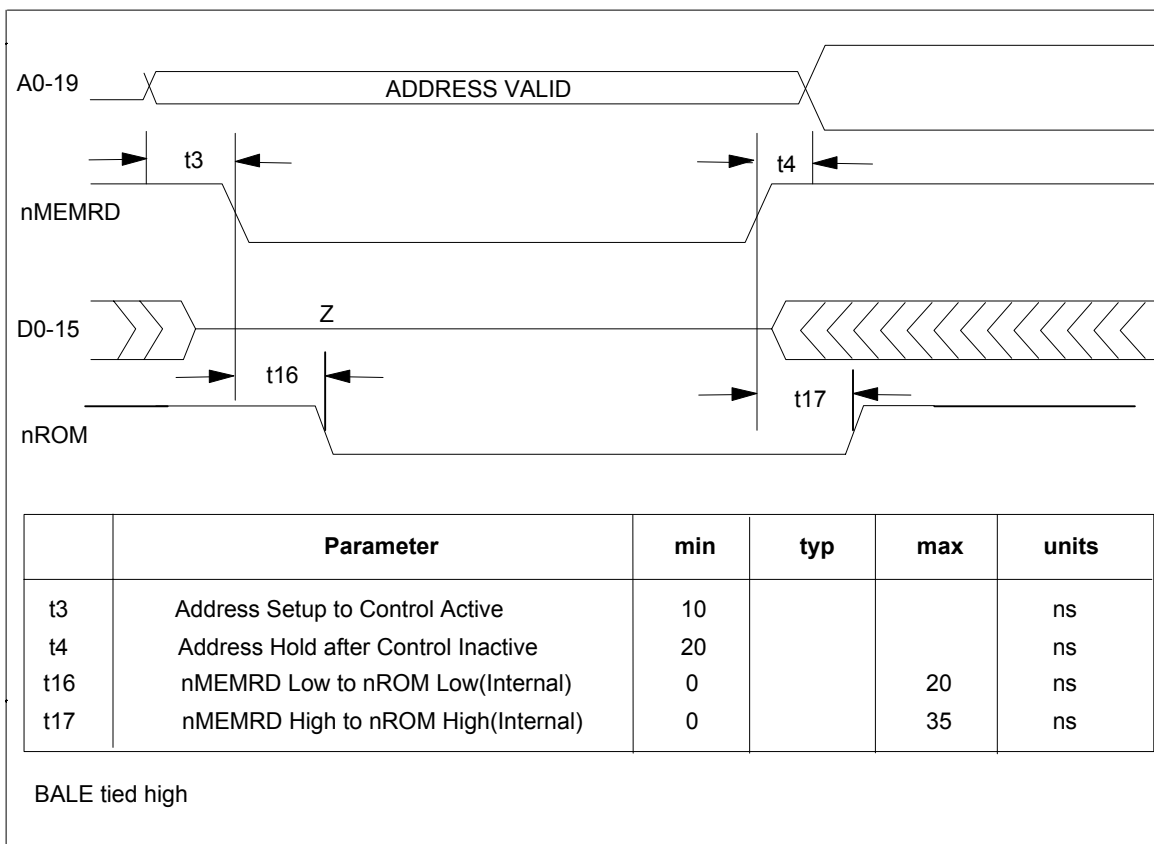 A0-19 ADDRESS VALID
t3 t4
nMEMRD
Z
D0-15
t16 t17
nROM
Parameter min typ max units
t3 Address Setup to Control Active 10 ns
t4 Address Hold after Control Inactive 20 ns
t16 nMEMRD Low to nROM Low(Internal) 0 20 ns
t17 nMEMRD High to nROM High(Internal) 0 35 ns
BALE tied high